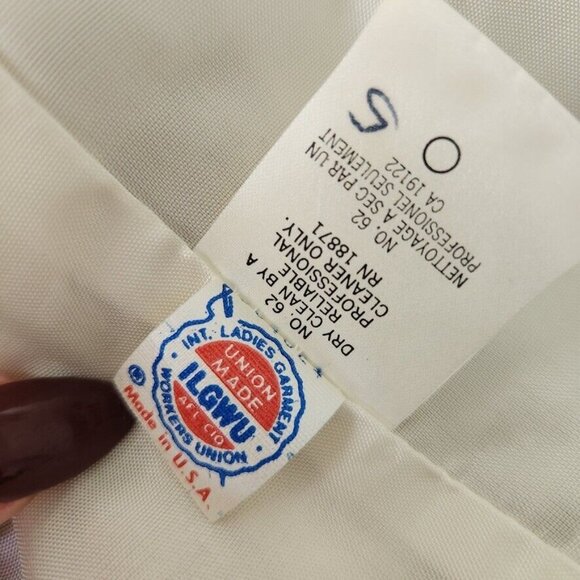 NO. 62
DRY CLEAN BY A
RELIABLE
PROFESSIONAL
CLEANER ONLY.
RN 18871
NO. 62
NETTOYAGE A SEC PAR UN
PROFESSIONEL SEULEMENT
CA 19122
5
INT. LADIES GARMENT
WORKERS UNION
UNION
MADE
ILGWU
AFL CIO
®
Made in U.S.A.